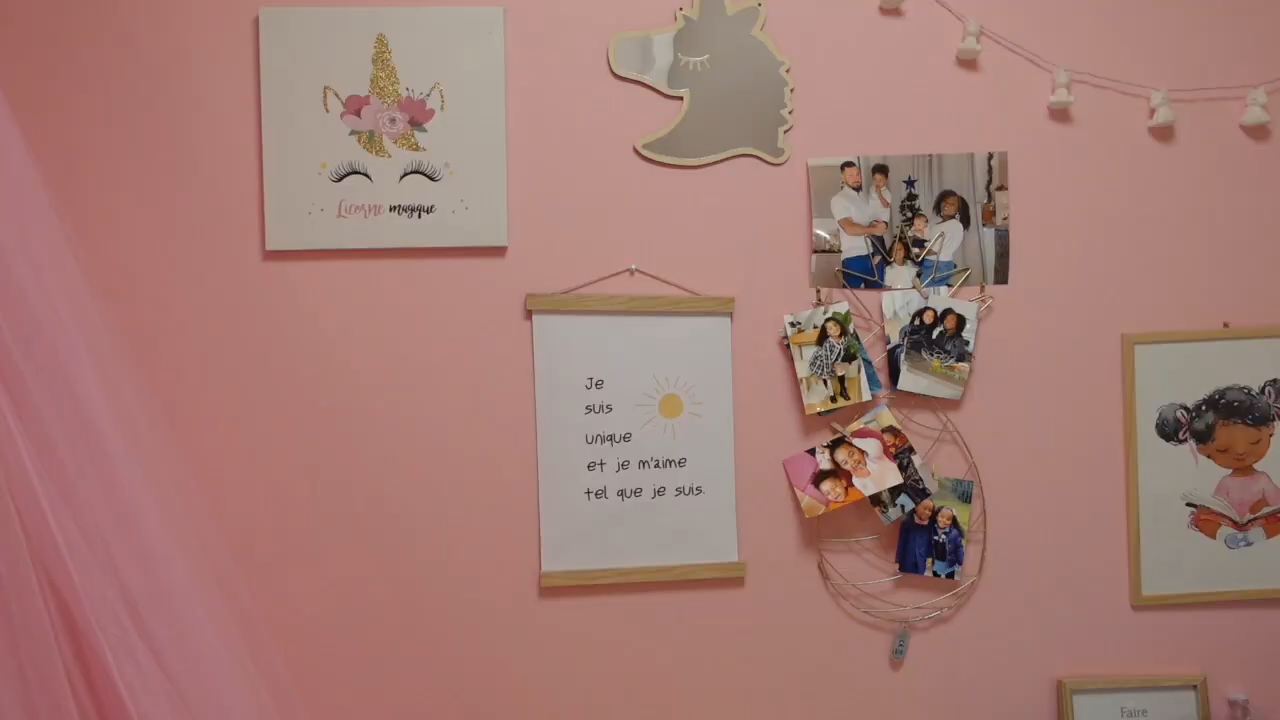 Licorne magique
Je
suis
unique
et je m'aime
tel que je suis.
Faire